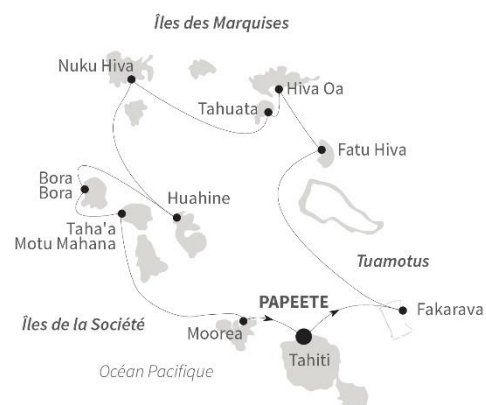 Îles des Marquises
Nuku Hiva
Hiva Oa
Tahuata
Fatu Hiva
Bora
Bora
Huahine
Taha'a
Motu Mahana
Tuamotus
PAPEETE
Fakarava
Îles de la Société
Moorea
Tahiti
Océan Pacifique